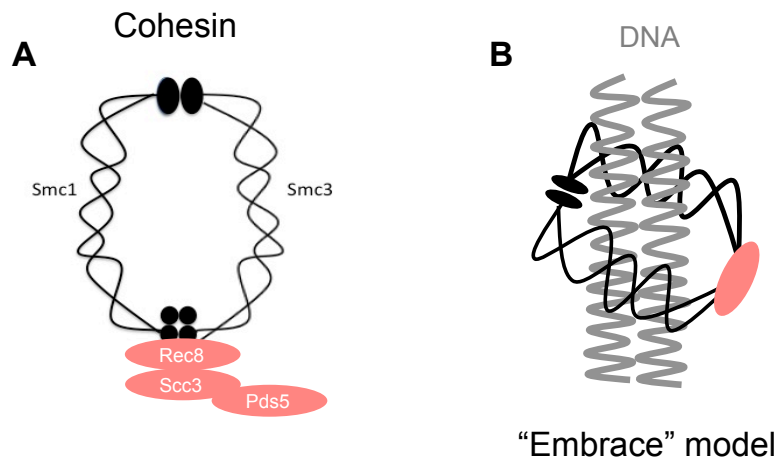 Cohesin
A
Smc1
Smc3
Rec8
Scc3
Pds5
B
DNA
“Embrace” model